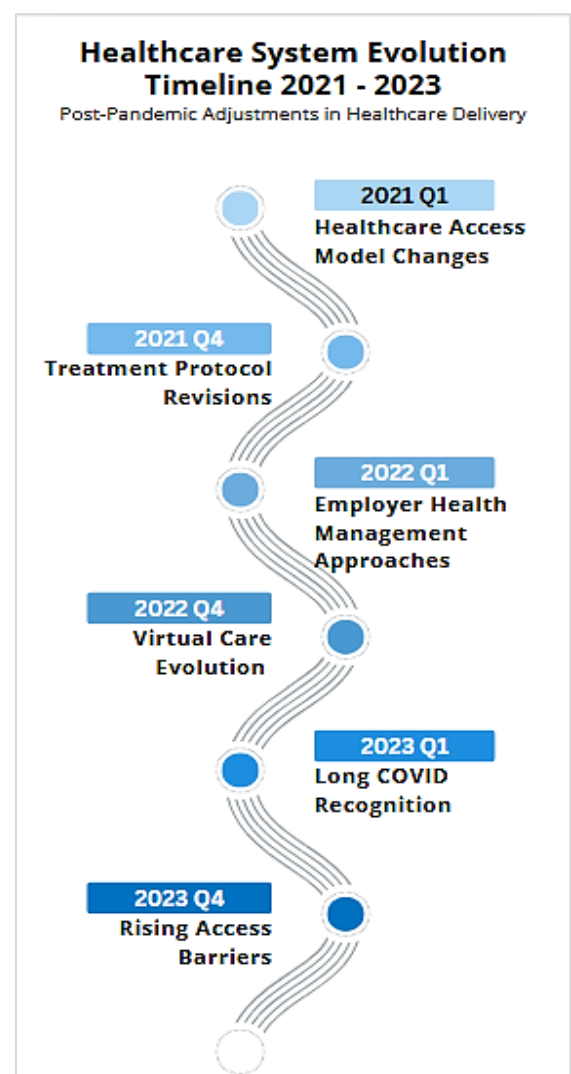 Healthcare System Evolution
Timeline 2021 - 2023
Post-Pandemic Adjustments in Healthcare Delivery
2021 Q1
Healthcare Access
Model Changes
2021 Q4
Treatment Protocol
Revisions
2022 Q1
Employer Health
Management
Approaches
2022 Q4
Virtual Care
Evolution
2023 Q1
Long COVID
Recognition
2023 Q4
Rising Access
Barriers